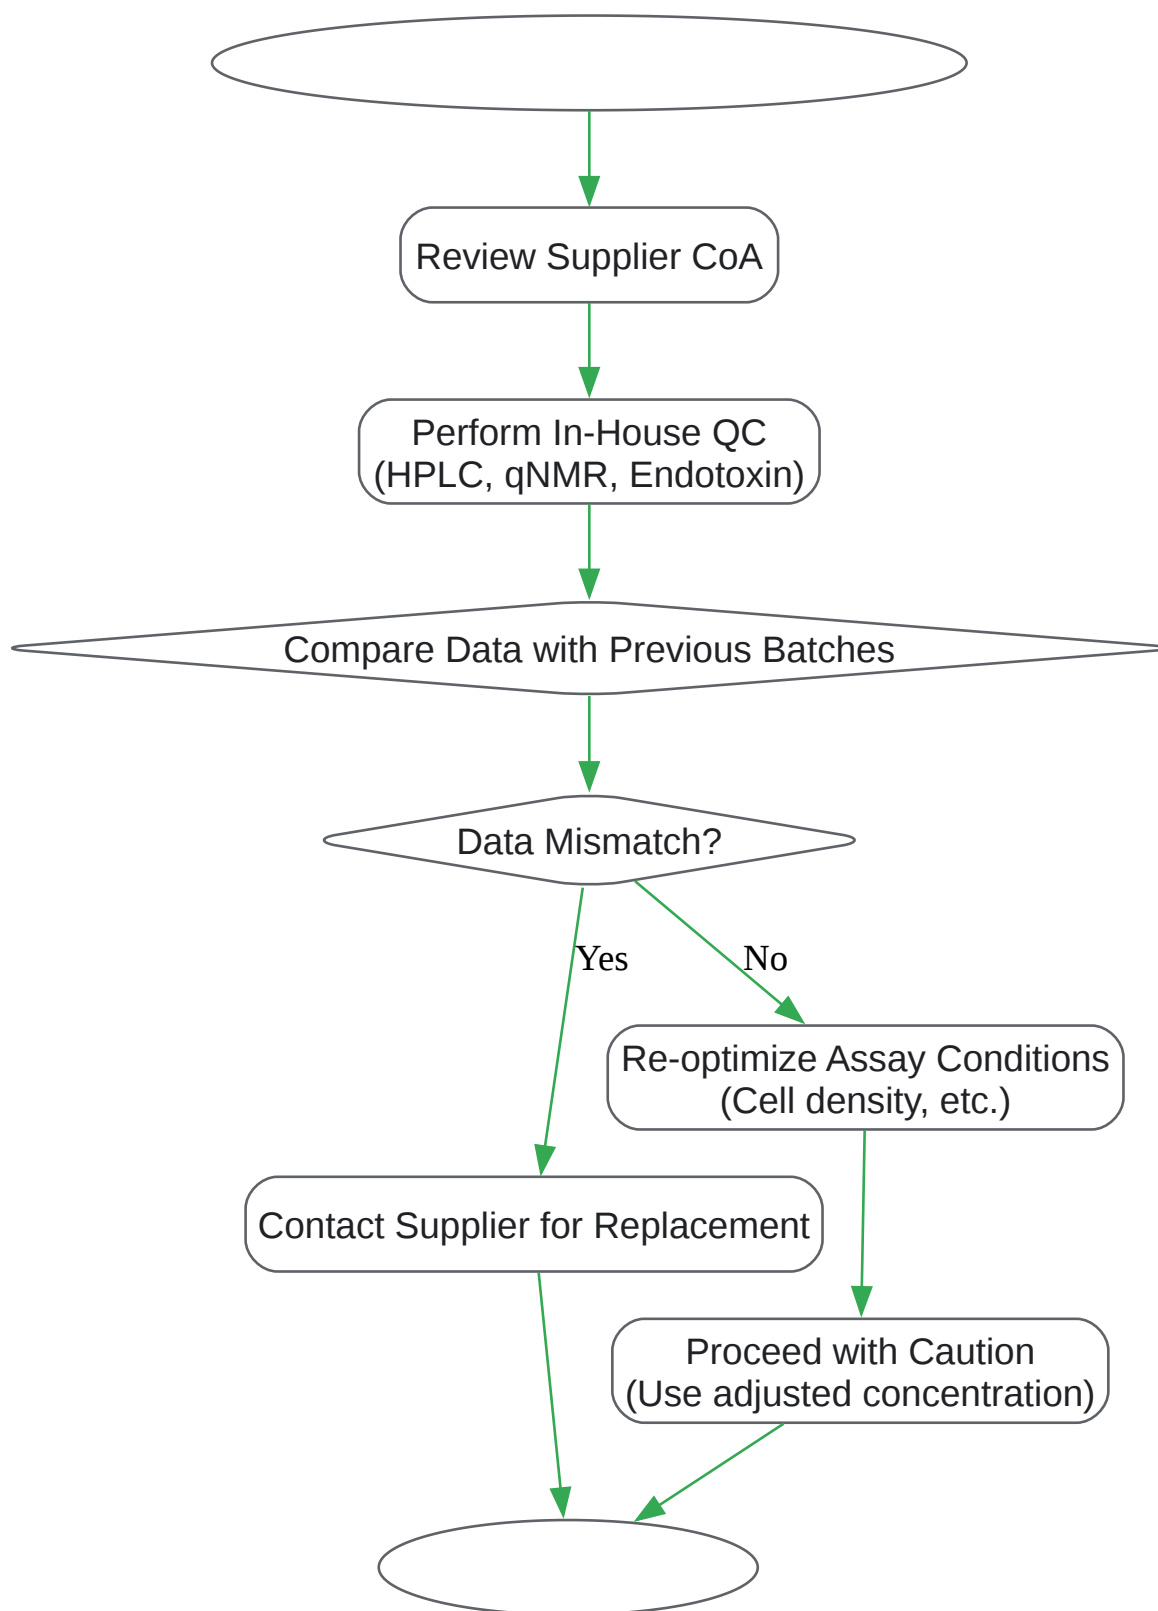 Review Supplier CoA
Perform In-House QC
(HPLC, qNMR, Endotoxin)
Compare Data with Previous Batches
Data Mismatch?
Yes
No
Re-optimize Assay Conditions
(Cell density, etc.)
Contact Supplier for Replacement
Proceed with Caution
(Use adjusted concentration)